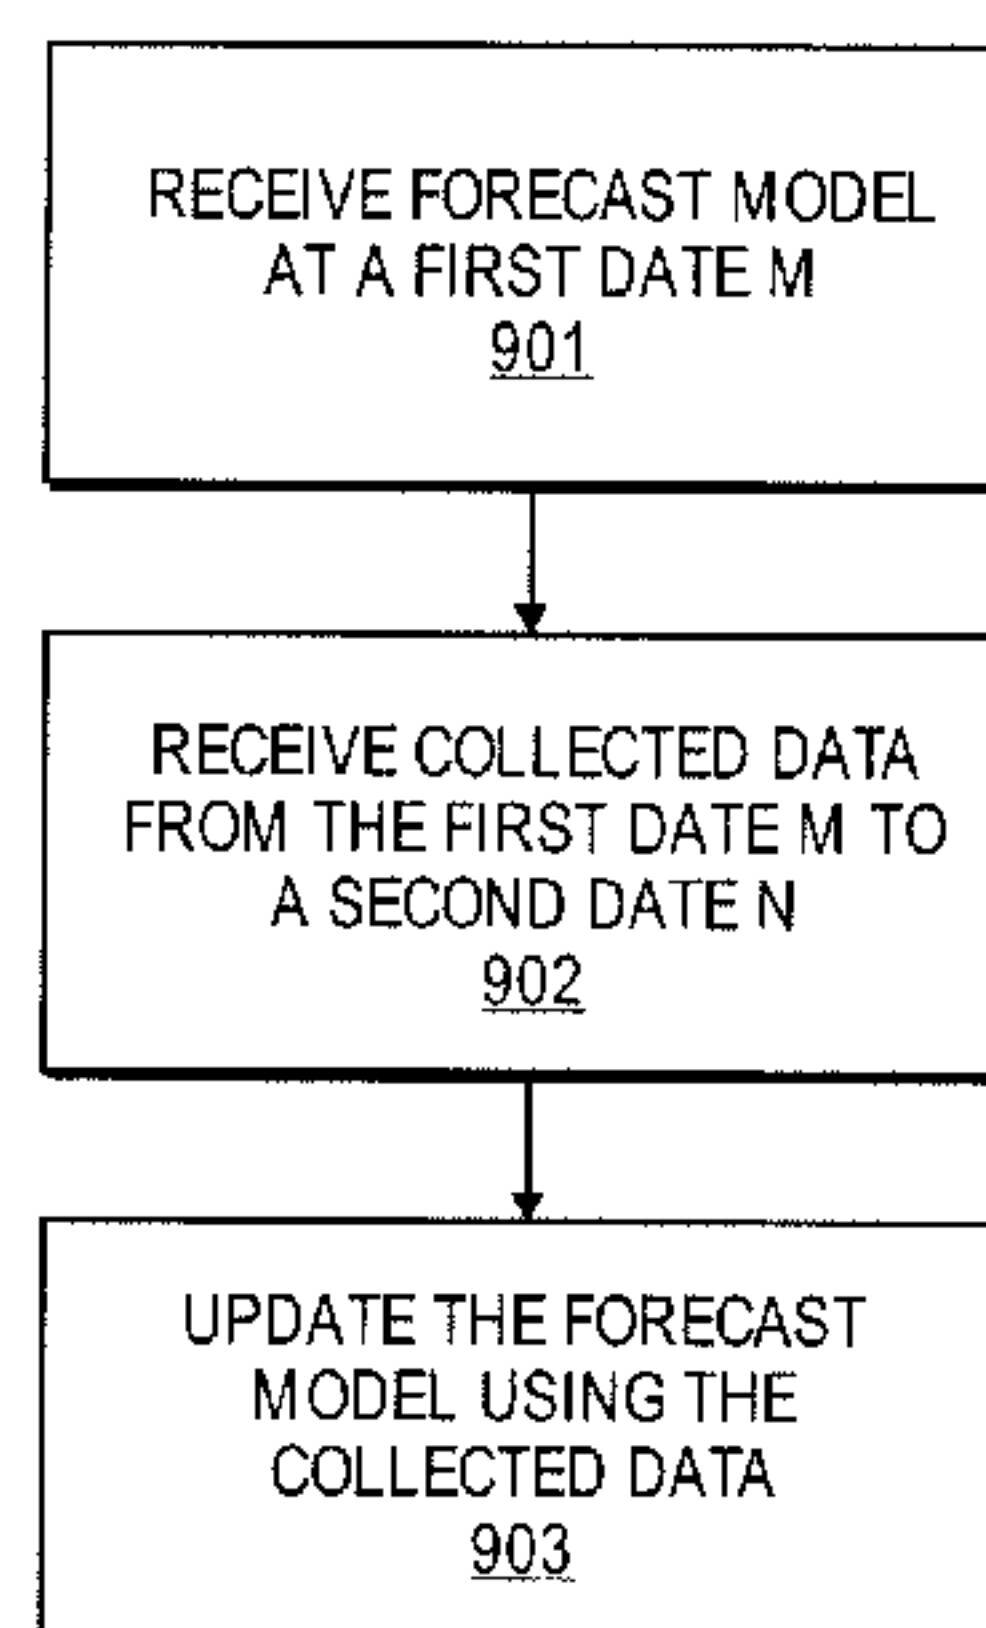 RECEIVE FORECAST MODEL
AT A FIRST DATE M
901
RECEIVE COLLECTED DATA
FROM THE FIRST DATE M TO
A SECOND DATE N
902
UPDATE THE FORECAST
MODEL USING THE
COLLECTED DATA
903